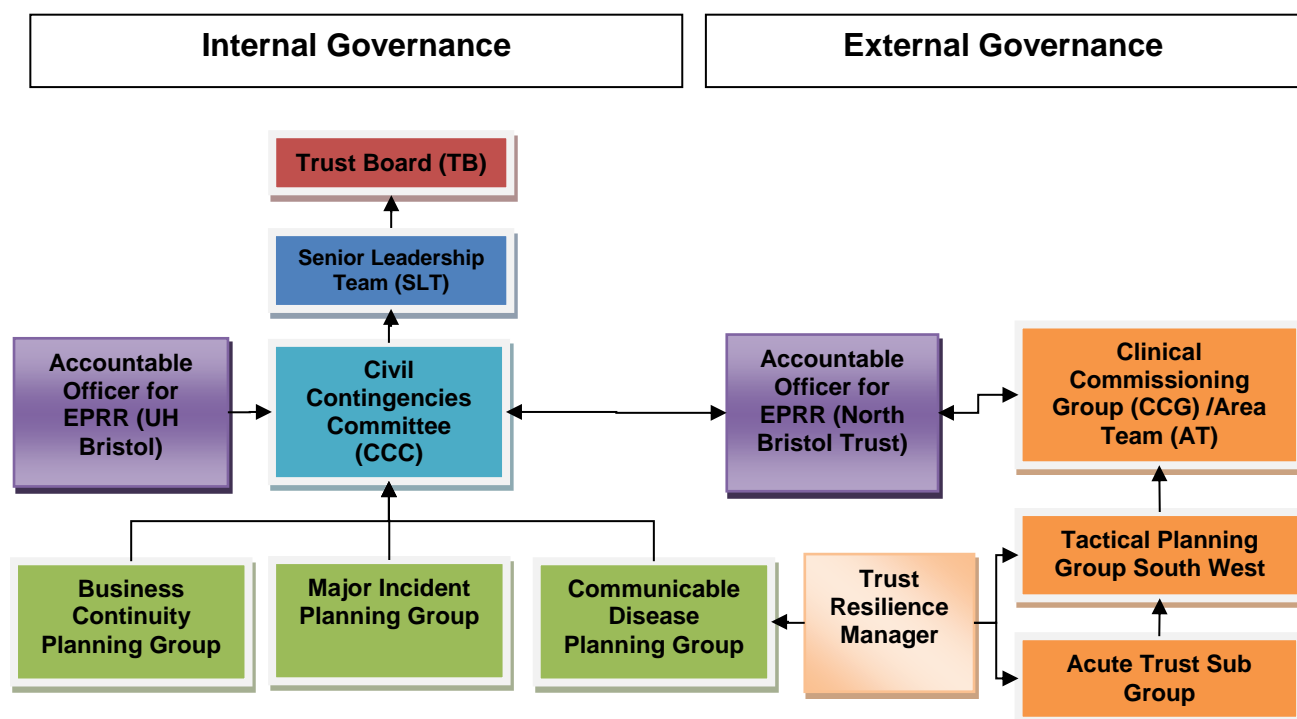 Internal Governance
External Governance
Trust Board (TB)
Senior Leadership
Team (SLT)
Accountable
Officer for
EPRR (UH
Bristol)
Civil
Contingencies
Committee
(CCC)
Accountable
Officer for
EPRR (North
Bristol Trust)
Clinical
Commissioning
Group (CCG) /Area
Team (AT)
Business
Continuity
Planning Group
Major Incident
Planning Group
Communicable
Disease
Planning Group
Trust
Resilience
Manager
Tactical Planning
Group South West
Acute Trust Sub
Group